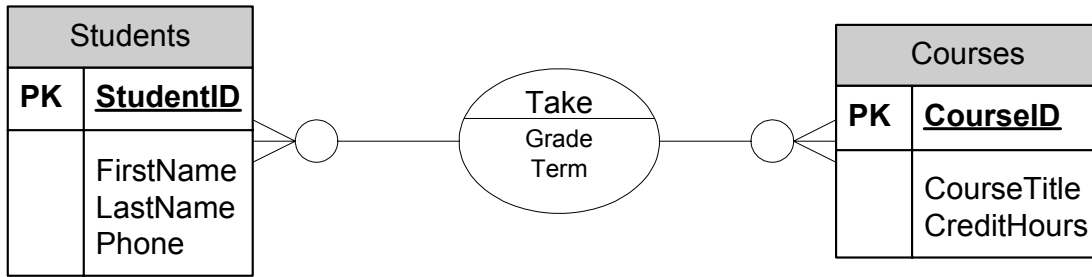 Students
PK StudentID
FirstName
LastName
Phone
Take
Grade
Term
Courses
PK CourseID
CourseTitle
CreditHours